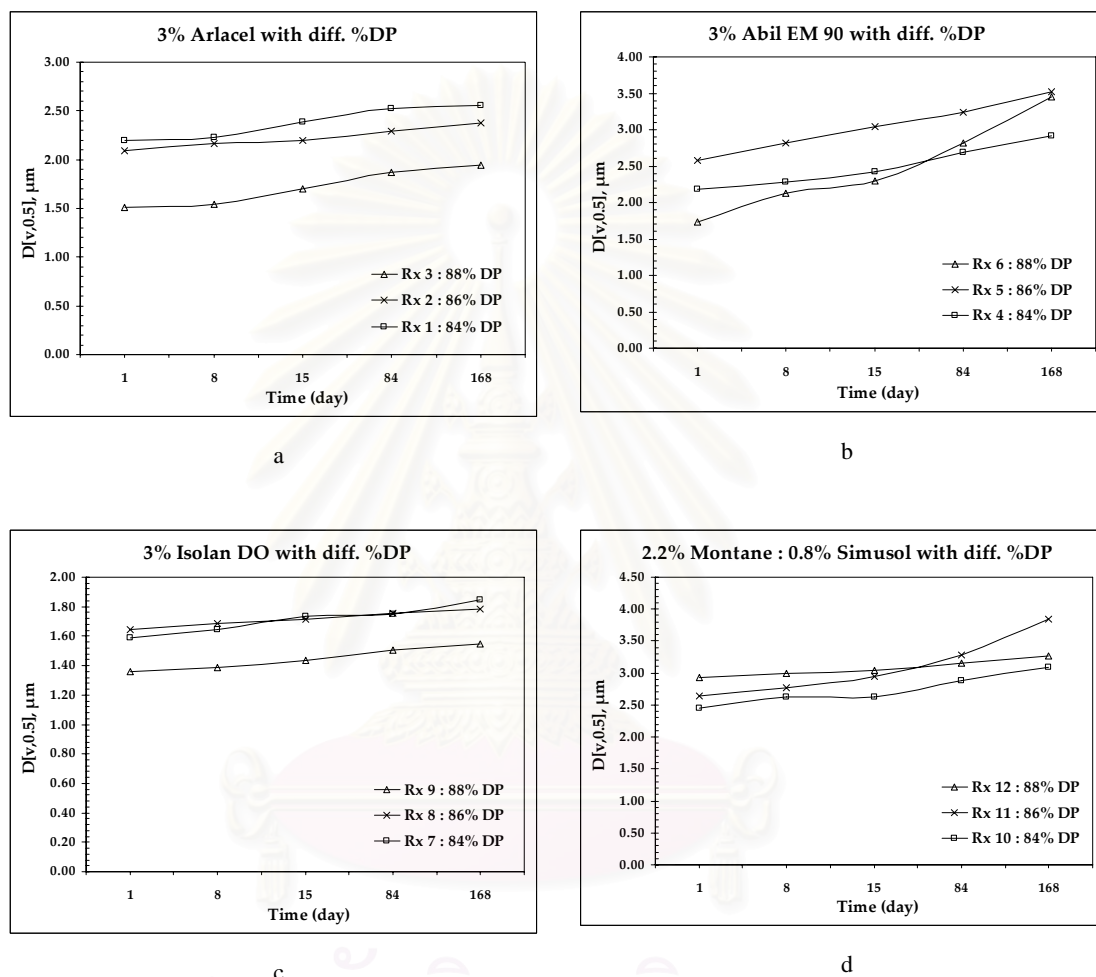 3% Arlacel with diff. %DP
3.00
2.50
2.00
1.50
1.00
0.50
0.00
D[v,0.5], µm
Rx 3 : 88% DP
Rx 2 : 86% DP
Rx 1 : 84% DP
1 8 15 84 168
Time (day)
a
3% Abil EM 90 with diff. %DP
4.00
3.50
3.00
2.50
2.00
1.50
1.00
0.50
0.00
D[v,0.5], µm
Rx 6 : 88% DP
Rx 5 : 86% DP
Rx 4 : 84% DP
1 8 15 84 168
Time (day)
b
3% Isolan DO with diff. %DP
2.00
1.80
1.60
1.40
1.20
1.00
0.80
0.60
0.40
0.20
0.00
D[v,0.5], µm
Rx 9 : 88% DP
Rx 8 : 86% DP
Rx 7 : 84% DP
1 8 15 84 168
Time (day)
c
2.2% Montane : 0.8% Simusol with diff. %DP
4.50
4.00
3.50
3.00
2.50
2.00
1.50
1.00
0.50
0.00
D[v,0.5], µm
Rx 12 : 88% DP
Rx 11 : 86% DP
Rx 10 : 84% DP
1 8 15 84 168
Time (day)
d